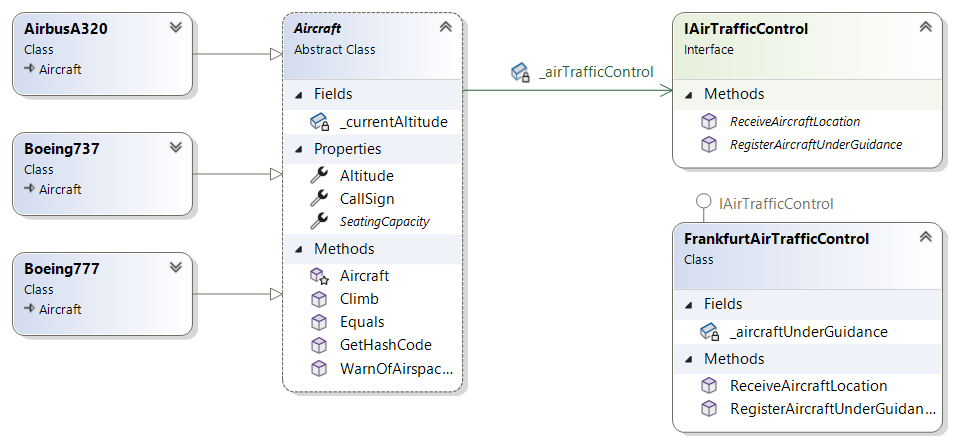 AirbusA320
Class
Aircraft
Boeing737
Class
Aircraft
Boeing777
Class
Aircraft
Aircraft
Abstract Class
Fields
_currentAltitude
Properties
Altitude
CallSign
SeatingCapacity
Methods
Aircraft
Climb
Equals
GetHashCode
WarnOfAirspac...
_airTrafficControl
IAirTrafficControl
Interface
Methods
ReceiveAircraftLocation
RegisterAircraftUnderGuidance
IAirTrafficControl
FrankfurtAirTrafficControl
Class
Fields
_aircraftUnderGuidance
Methods
ReceiveAircraftLocation
RegisterAircraftUnderGuidan...